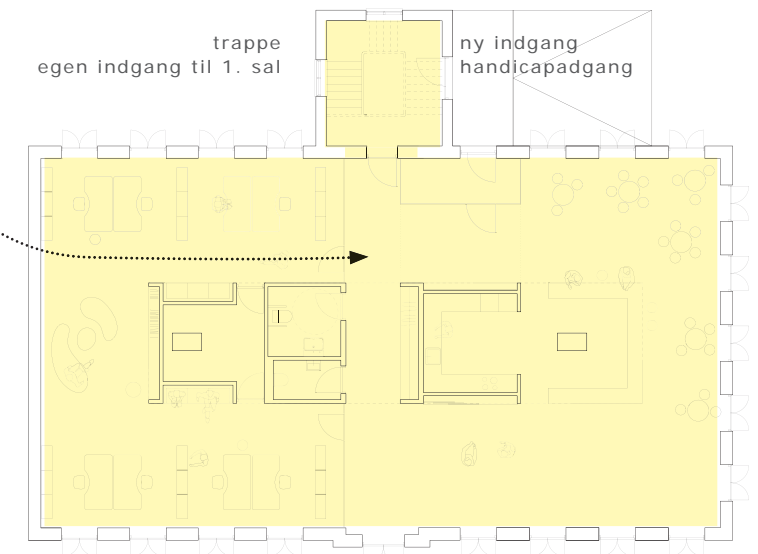 trappe
egen indgang til 1. sal
ny indgang
handicapadgang